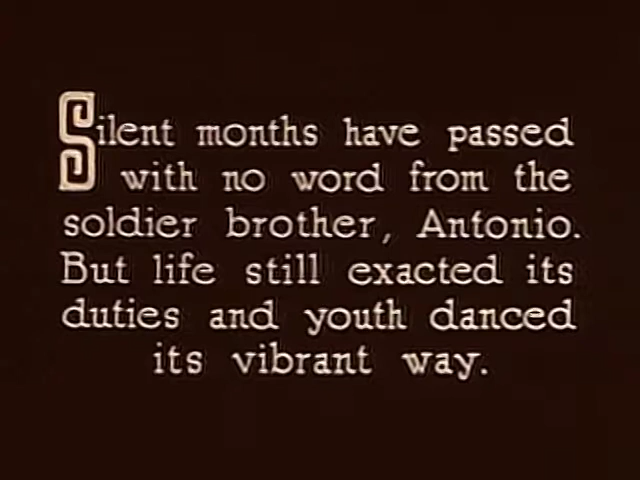 Silent months have passed
with no word from the
soldier brother, Antonio.
But life still exacted its
duties and youth danced
its vibrant way.